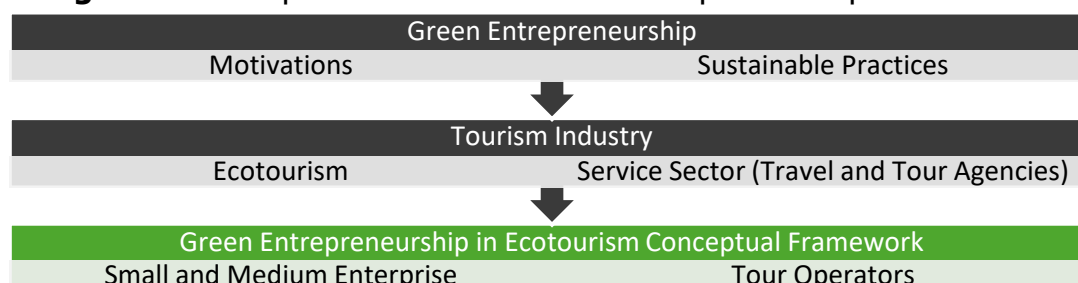 Green Entrepreneurship
Motivations Sustainable Practices
Tourism Industry
Ecotourism Service Sector (Travel and Tour Agencies)
Green Entrepreneurship in Ecotourism Conceptual Framework
Small and Medium Enterprise Tour Operators